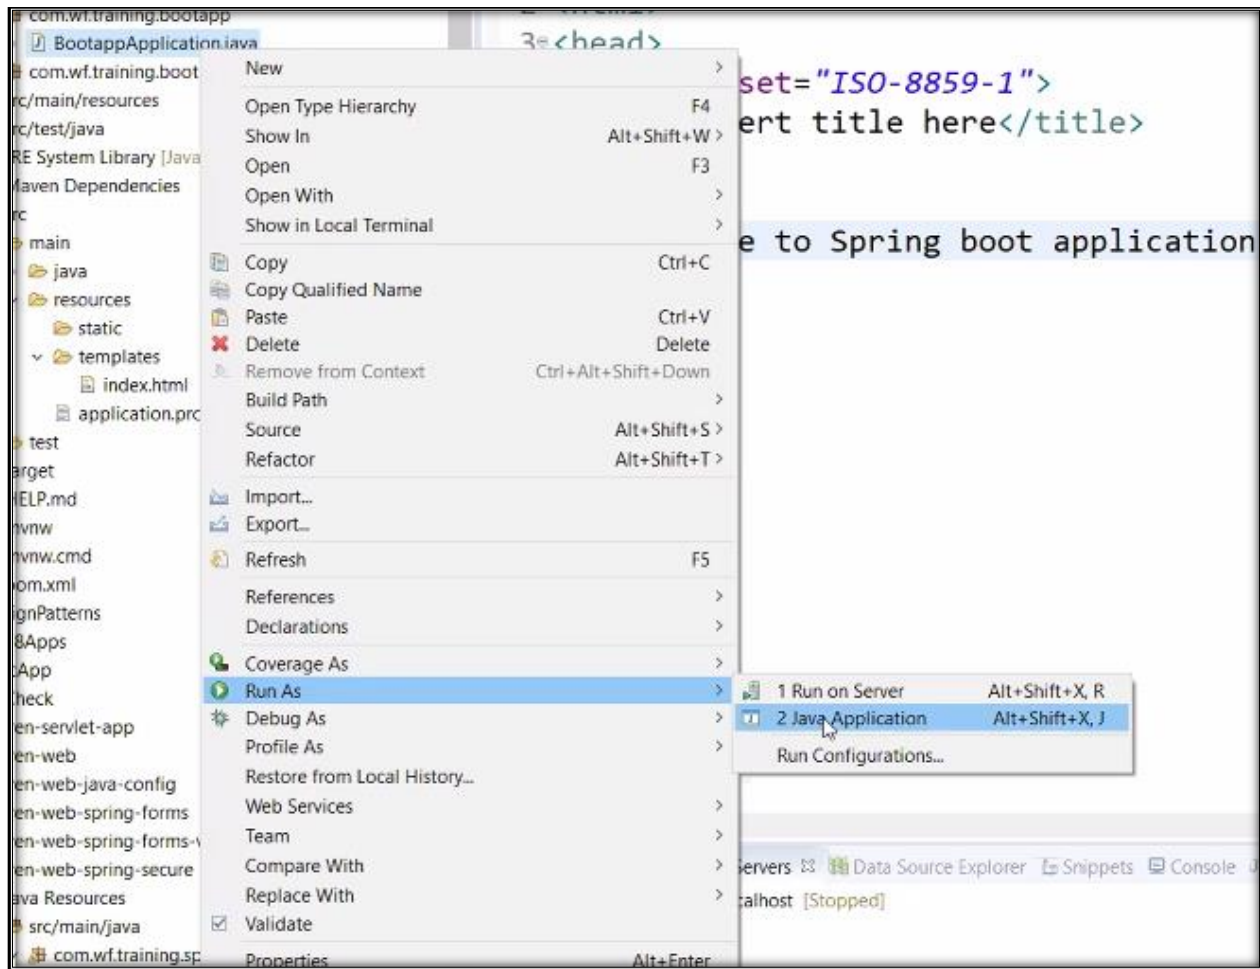 com.wf.training.bootapp
BootappApplication.java
com.wf.training.boot
rc/main/resources
rc/test/java
RE System Library [Java
Maven Dependencies
rc
main
java
resources
static
templates
index.html
application.pro
test
arget
HELP.md
nvnw
nvnw.cmd
om.xml
ignPatterns
8Apps
App
heck
en-servlet-app
en-web
en-web-java-config
en-web-spring-forms
en-web-spring-forms-v
en-web-spring-secure
ava Resources
src/main/java
com.wf.training.sp
New
Open Type Hierarchy F4
Show In Alt+Shift+W >
Open F3
Open With
Show in Local Terminal
Copy Ctrl+C
Copy Qualified Name
Paste Ctrl+V
Delete Delete
Remove from Context Ctrl+Alt+Shift+Down
Build Path
Source Alt+Shift+S >
Refactor Alt+Shift+T >
Import...
Export...
Refresh F5
References
Declarations
Coverage As
Run As
Debug As
Profile As
Restore from Local History...
Web Services
Team
Compare With
Replace With
Validate
Properties Alt+Enter
1 Run on Server Alt+Shift+X, R
2 Java Application Alt+Shift+X, J
Run Configurations...
3 <head>
set="ISO-8859-1">
ert title here</title>
e to Spring boot application
ervers Data Source Explorer Snippets Console
alhost [Stopped]